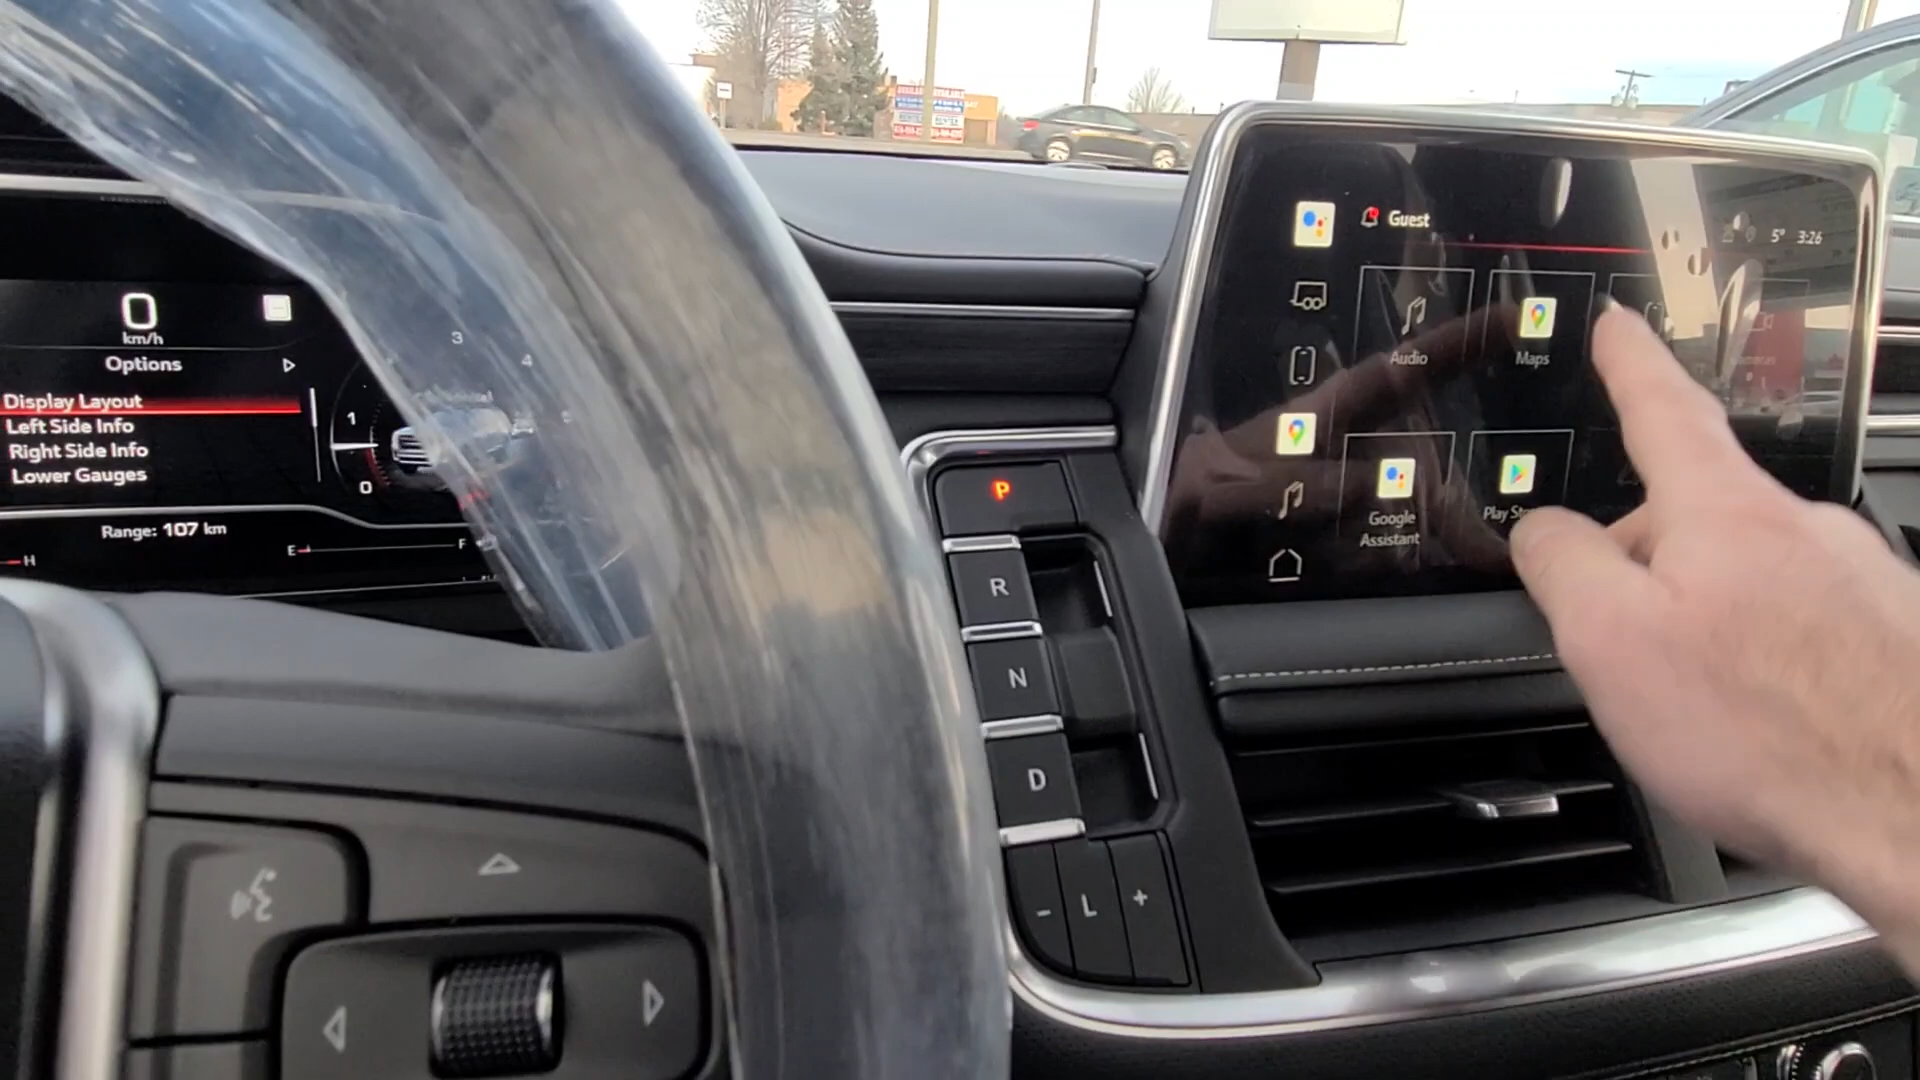 0
km/h
Options
Display Layout
Left Side Info
Right Side Info
Lower Gauges
Range: 107 km
H
E
F
0
1
3
4
P
R
N
D
- L +
Guest
5° 3:26
Audio
Maps
Google
Assistant
Play